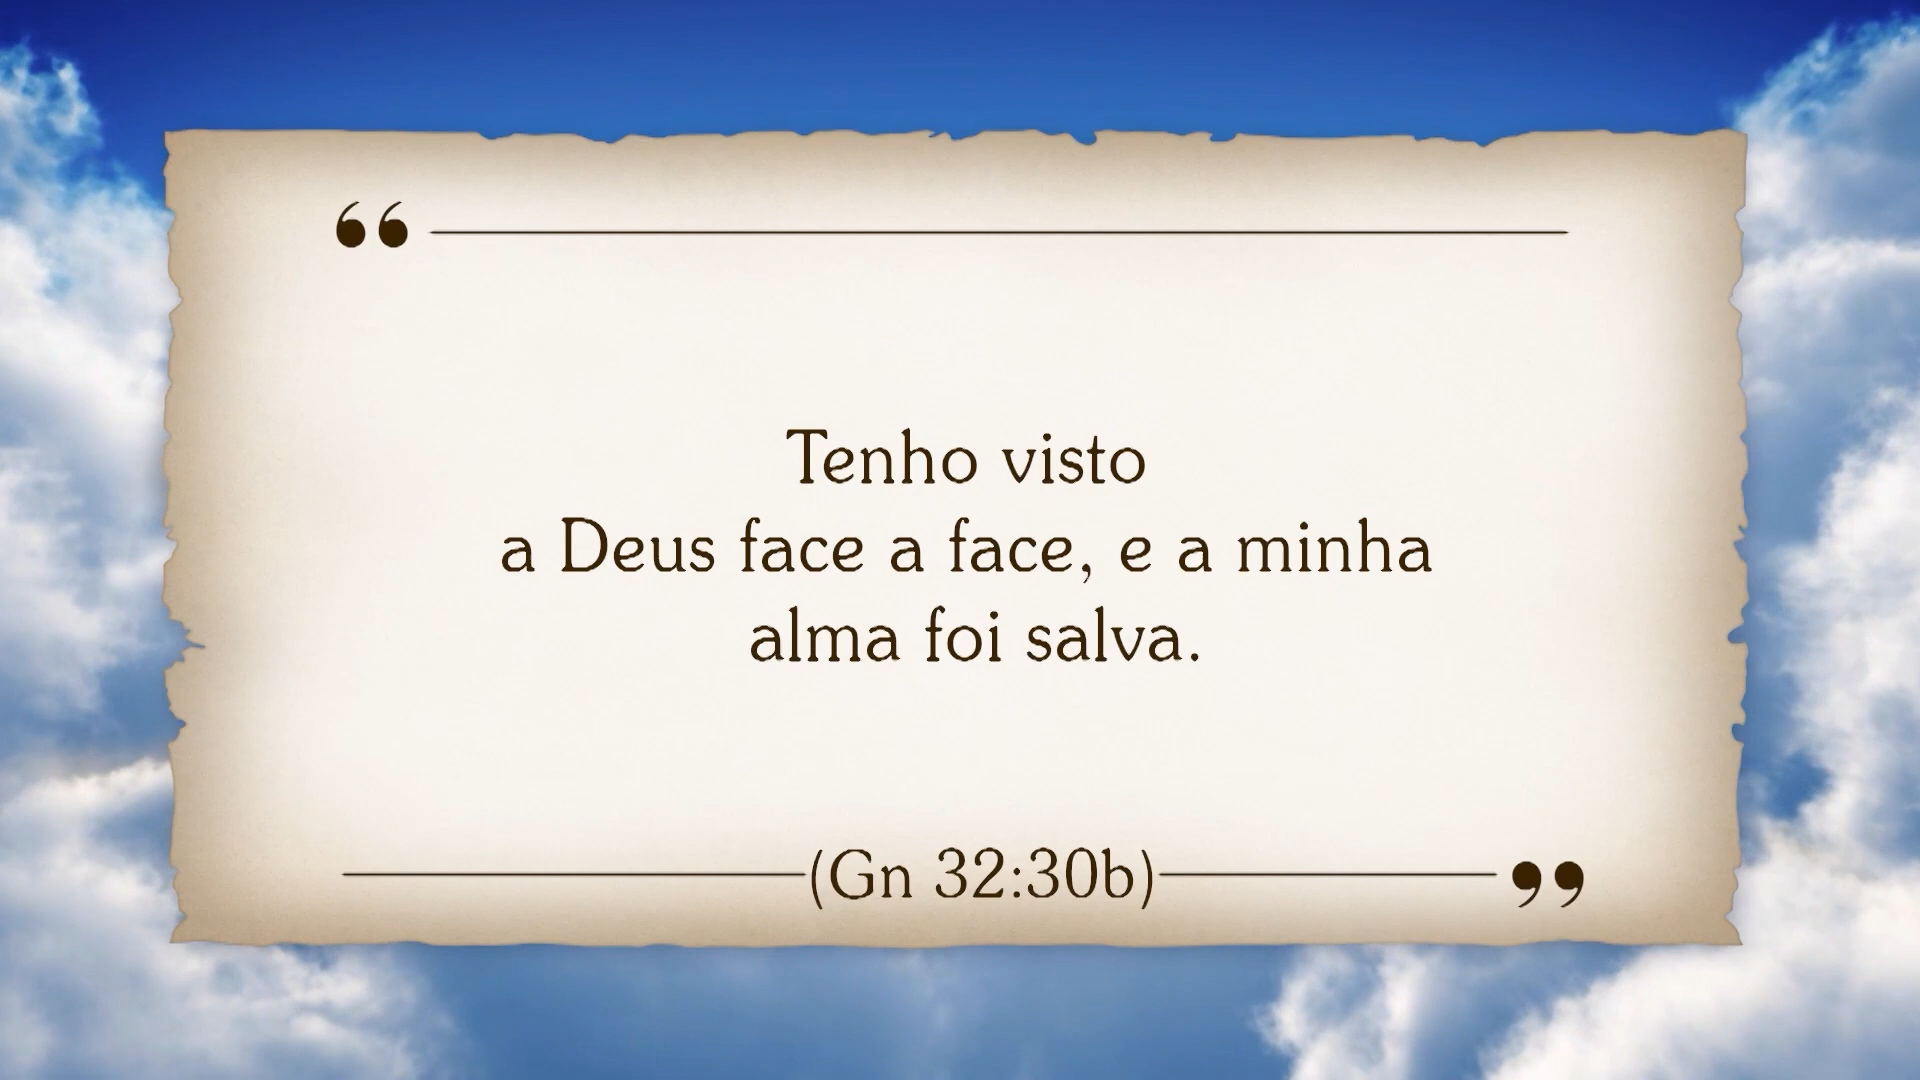 “
Tenho visto
a Deus face a face, e a minha
alma foi salva.
(Gn 32:30b)
”